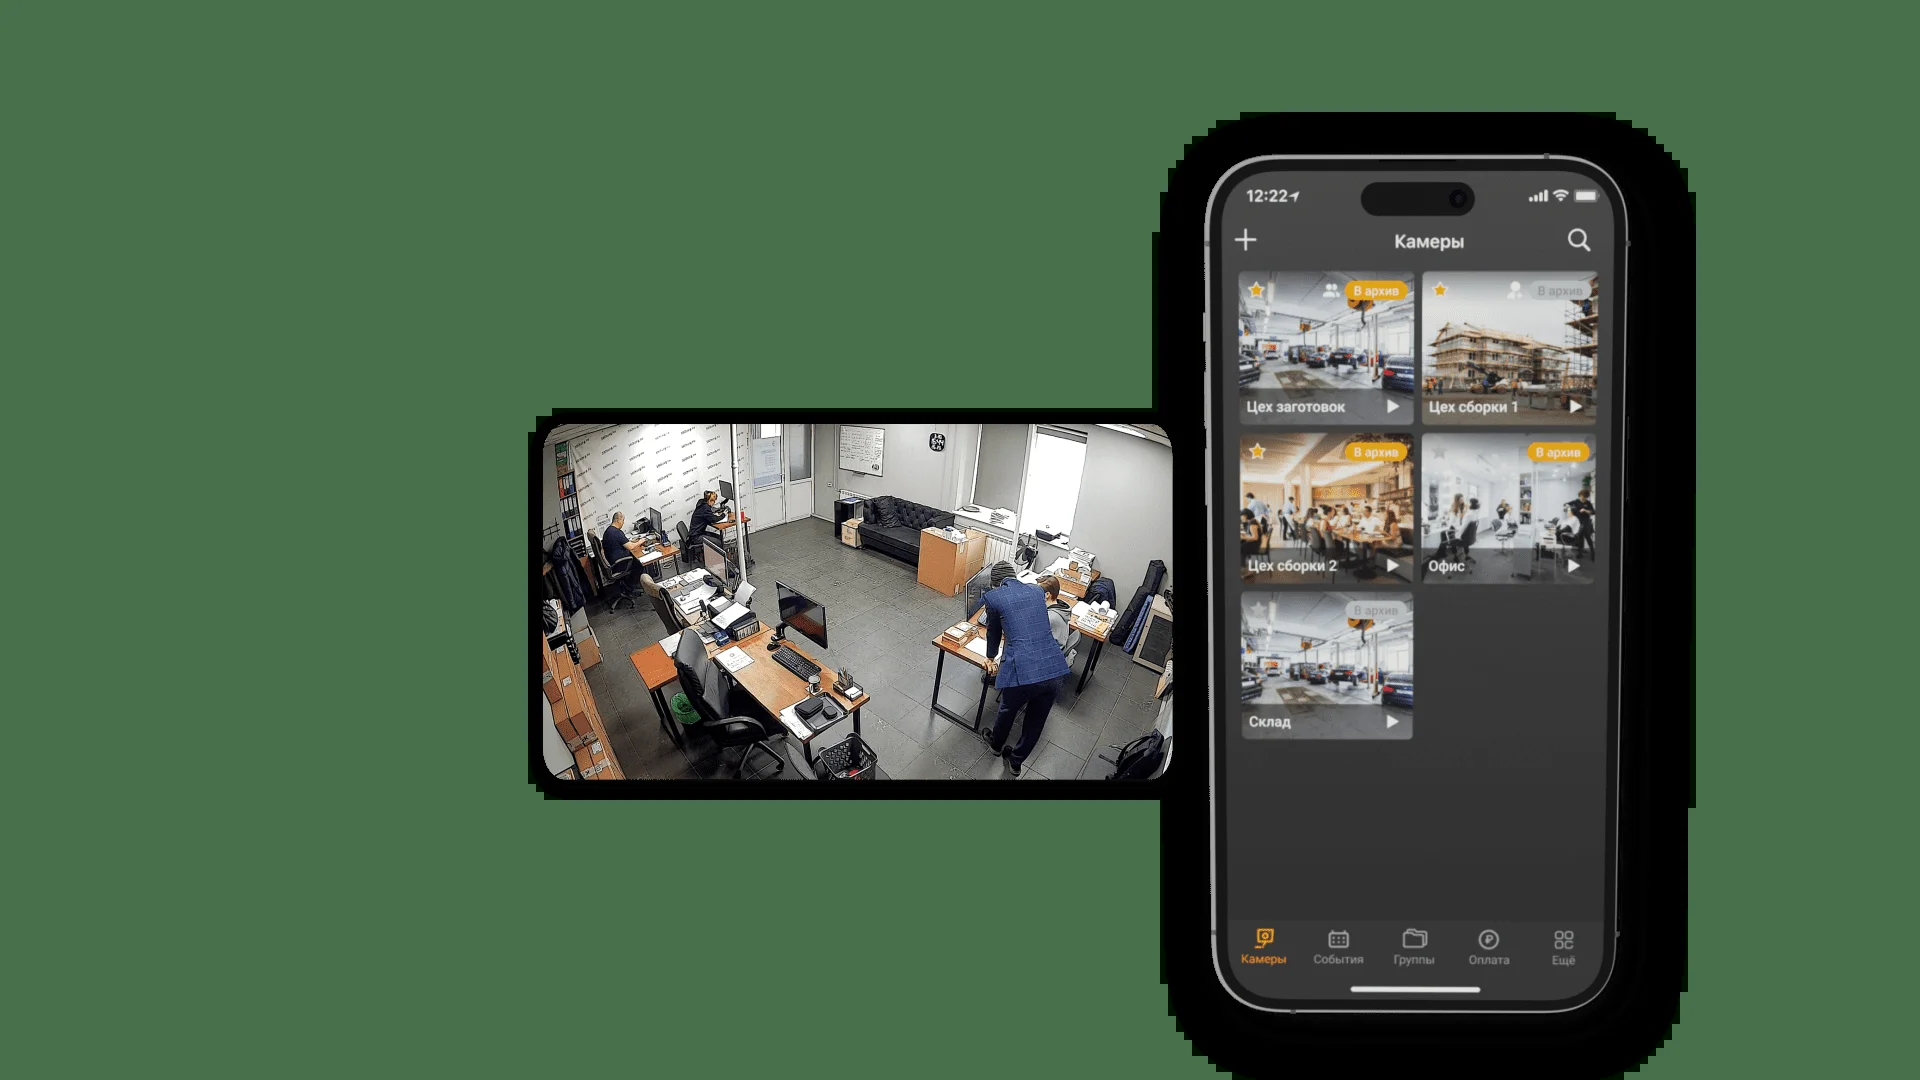 12:22
Камеры
В архив
В архив
Цех заготовок
Цех сборки 1
В архив
В архив
Цех сборки 2
Офис
В архив
Склад
Камеры
События
Группы
Оплата
Ещё